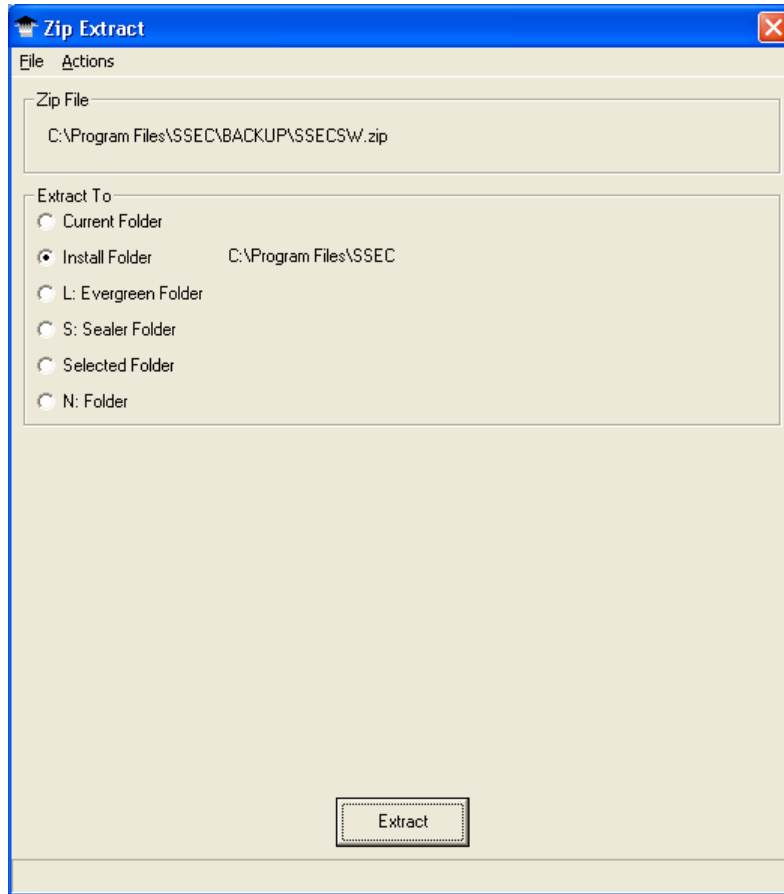 Zip Extract
File Actions
Zip File
C:\Program Files\SSEC\BACKUP\SSECSW.zip
Extract To
Current Folder
Install Folder C:\Program Files\SSEC
L: Evergreen Folder
S: Sealer Folder
Selected Folder
N: Folder
Extract